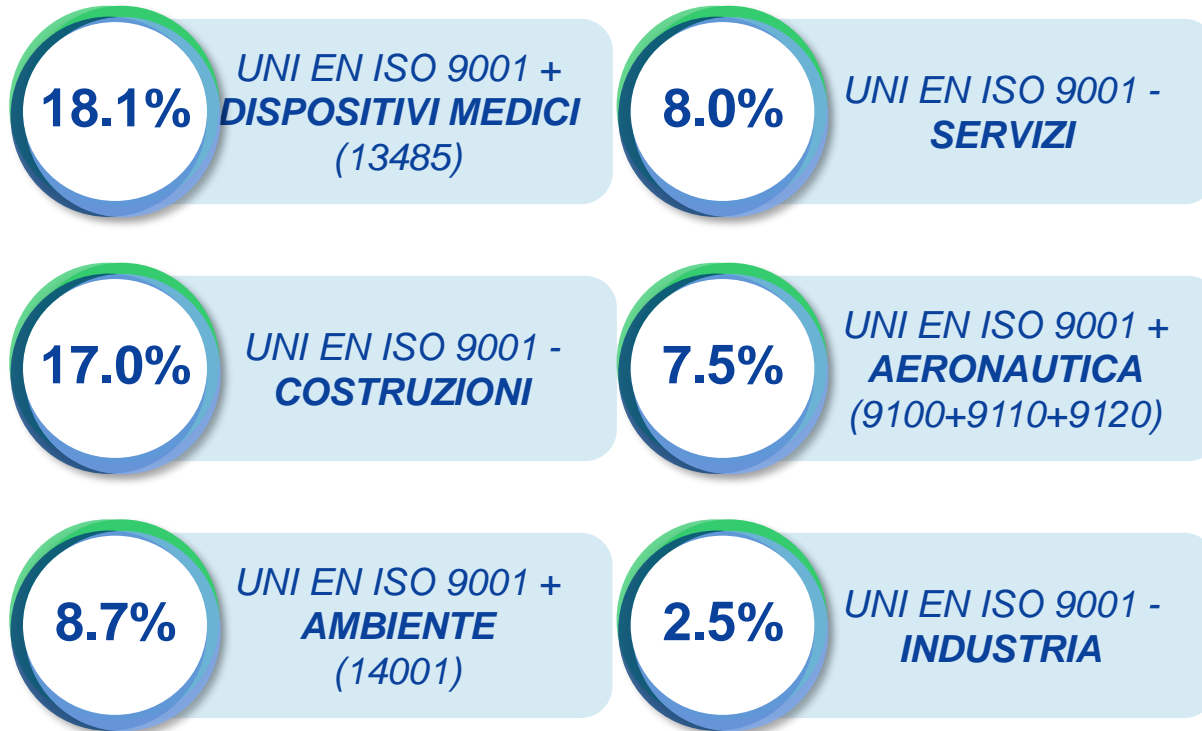 18.1%
UNI EN ISO 9001 +
DISPOSITIVI MEDICI
(13485)
8.0%
UNI EN ISO 9001 -
SERVIZI
17.0%
UNI EN ISO 9001 -
COSTRUZIONI
7.5%
UNI EN ISO 9001 +
AERONAUTICA
(9100+9110+9120)
8.7%
UNI EN ISO 9001 +
AMBIENTE
(14001)
2.5%
UNI EN ISO 9001 -
INDUSTRIA